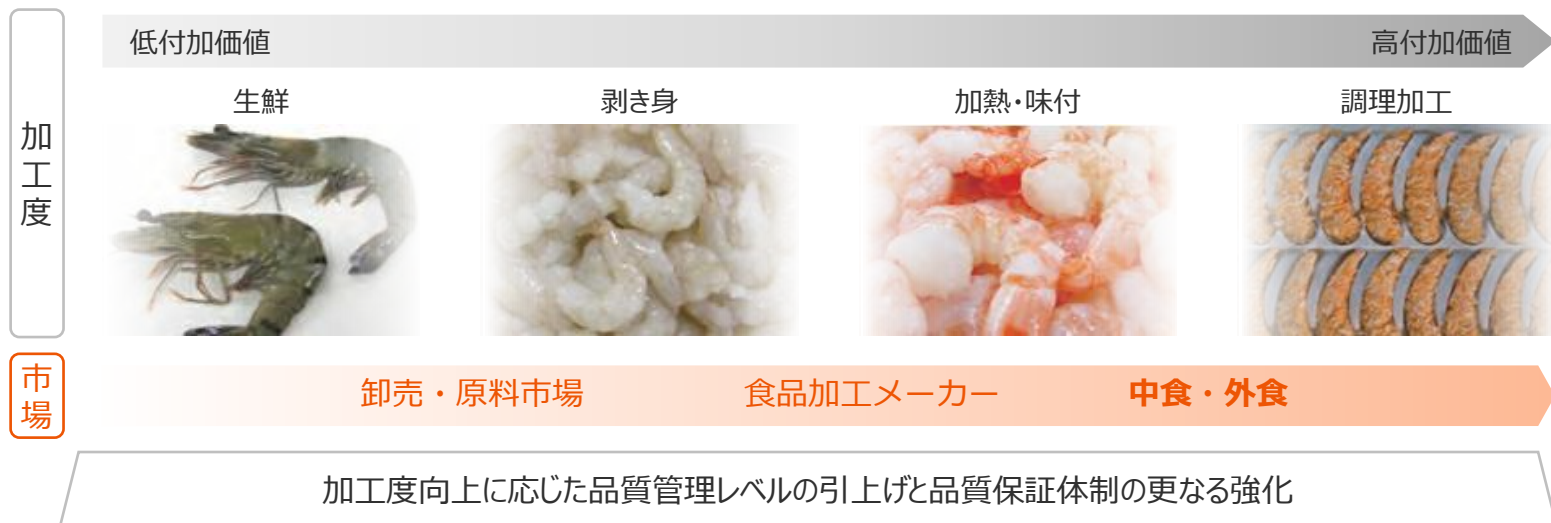 加工度
低付加価値 高付加価値
生鮮 剥き身 加熱・味付 調理加工
市場
卸売・原料市場 食品加工メーカー 中食・外食
加工度向上に応じた品質管理レベルの引上げと品質保証体制の更なる強化